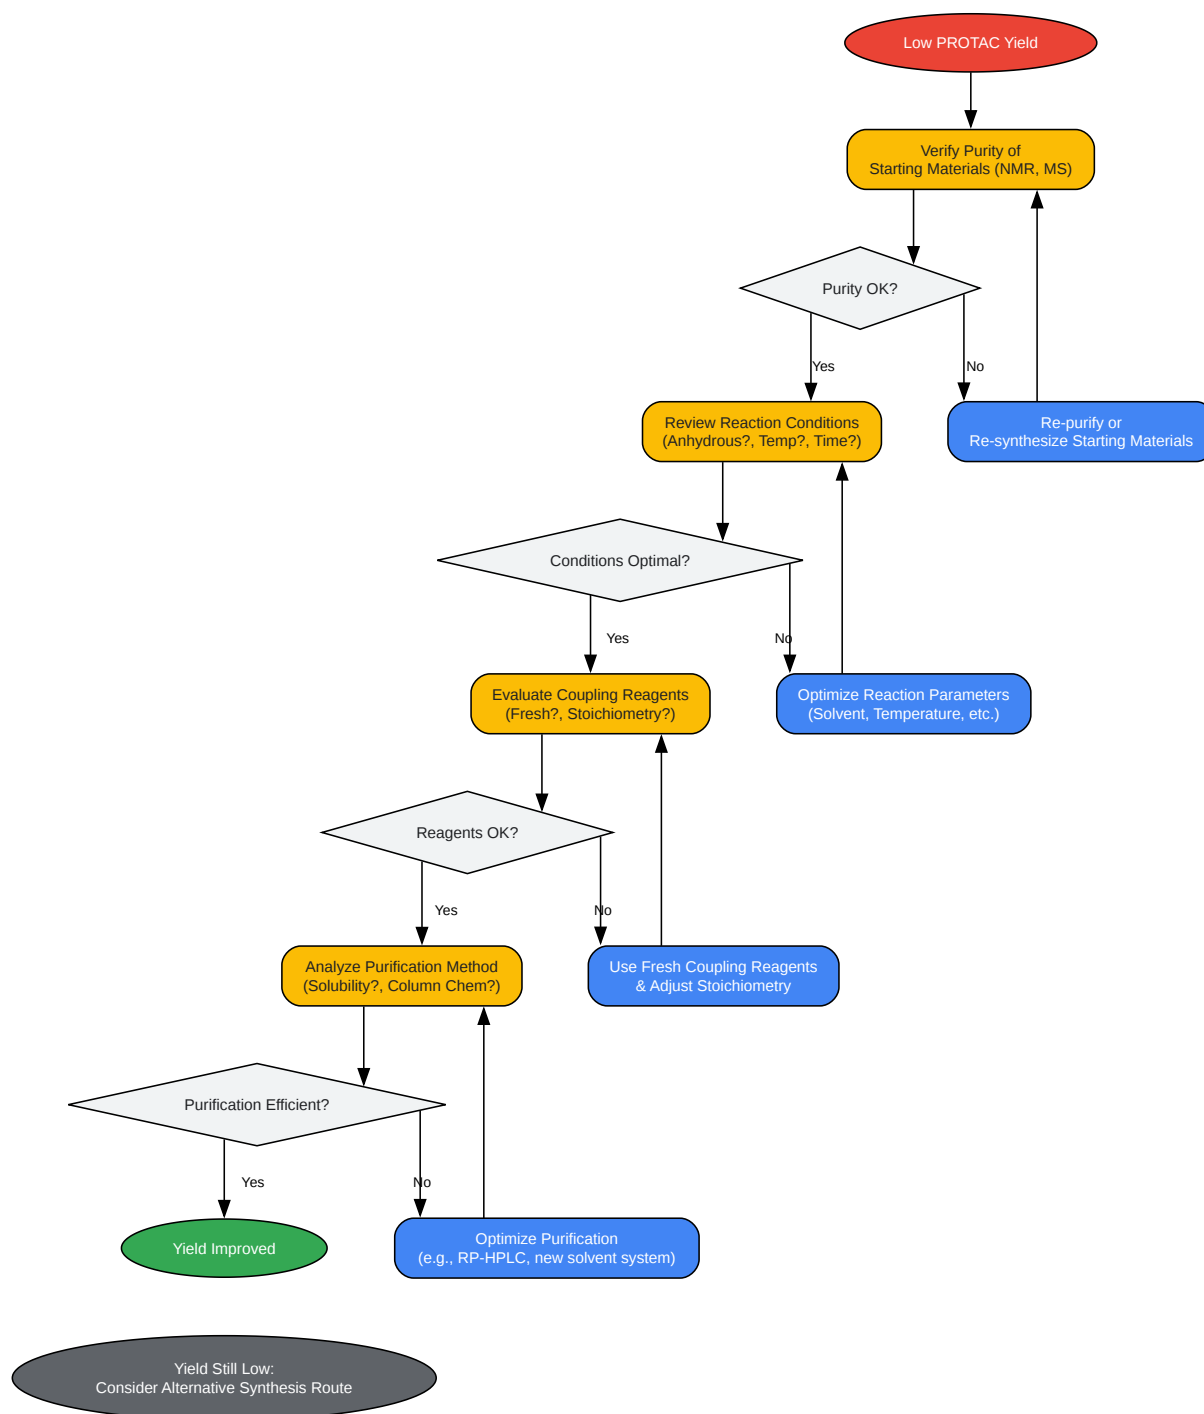 Low PROTAC Yield
Verify Purity of
Starting Materials (NMR, MS)
Purity OK?
Yes
No
Review Reaction Conditions
(Anhydrous?, Temp?, Time?)
Re-purify or
Re-synthesize Starting Materials
Conditions Optimal?
Yes
No
Evaluate Coupling Reagents
(Fresh?, Stoichiometry?)
Optimize Reaction Parameters
(Solvent, Temperature, etc.)
Reagents OK?
Yes
No
Analyze Purification Method
(Solubility?, Column Chem?)
Use Fresh Coupling Reagents
& Adjust Stoichiometry
Purification Efficient?
Yes
No
Yield Improved
Optimize Purification
(e.g., RP-HPLC, new solvent system)
Yield Still Low:
Consider Alternative Synthesis Route